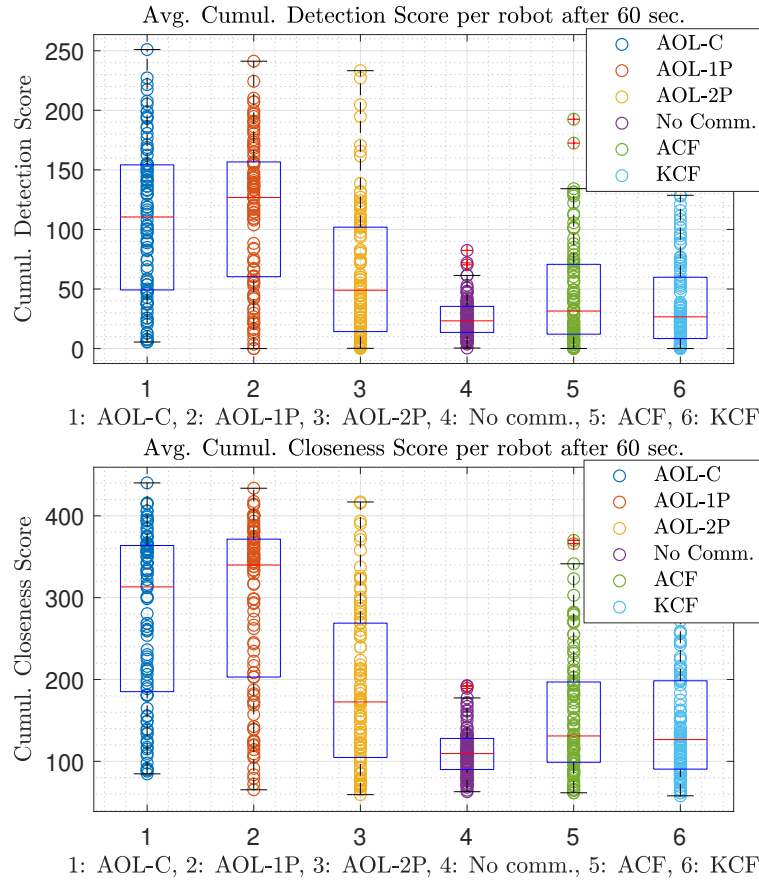 Avg. Cumul. Detection Score per robot after 60 sec.
Cumul. Detection Score
250
200
150
100
50
0
AOL-C
AOL-1P
AOL-2P
No Comm.
ACF
KCF
1 2 3 4 5 6
1: AOL-C, 2: AOL-1P, 3: AOL-2P, 4: No comm., 5: ACF, 6: KCF
Avg. Cumul. Closeness Score per robot after 60 sec.
Cumul. Closeness Score
400
300
200
100
AOL-C
AOL-1P
AOL-2P
No Comm.
ACF
KCF
1 2 3 4 5 6
1: AOL-C, 2: AOL-1P, 3: AOL-2P, 4: No comm., 5: ACF, 6: KCF